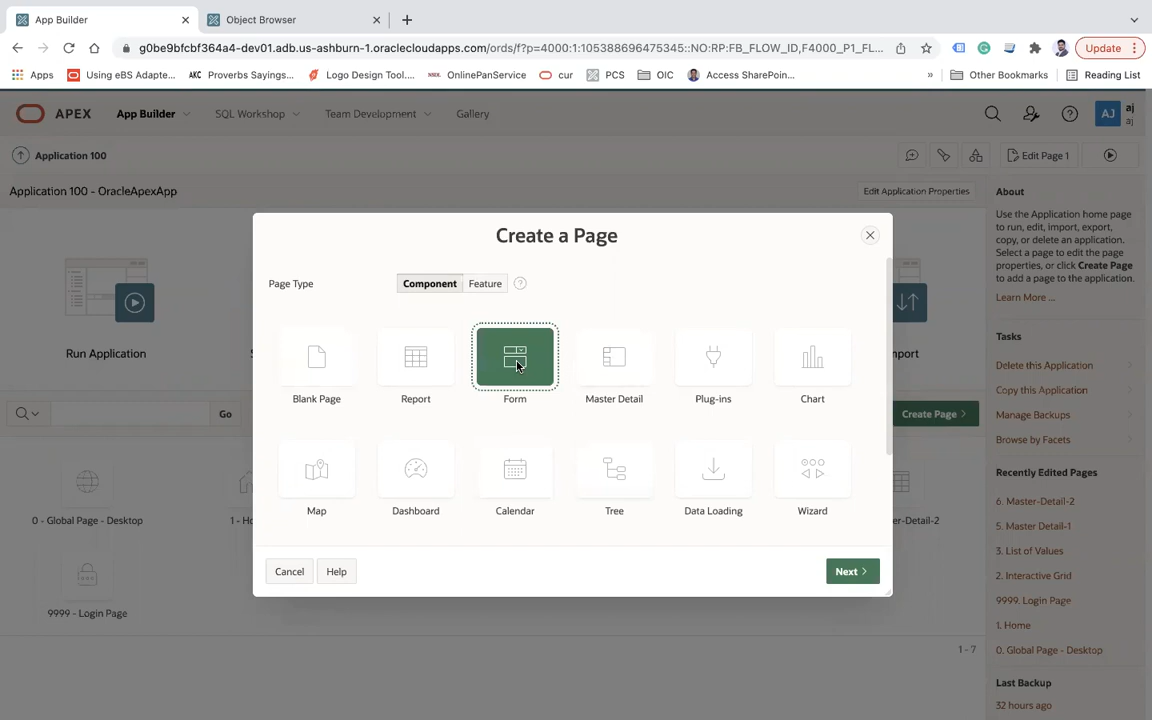 App Builder
Object Browser
g0be9bfcbf364a4-dev01.adb.us-ashburn-1.oraclecloudapps.com/ords/f?p=4000:1:105388696475345::NO:RP:FB_FLOW_ID,F4000_P1_FL...
Update
Apps
Using eBS Adapte...
AKC Proverbs Sayings...
Logo Design Tool....
OnlinePanService
cur
PCS
OIC
Access SharePoin...
»
Other Bookmarks
Reading List
APEX
App Builder
SQL Workshop
Team Development
Gallery
AJ
aj
aj
Application 100
Edit Page 1
Application 100 - OracleApexApp
Edit Application Properties
About
Use the Application home page
to run, edit, import, export,
copy, or delete an application.
Select a page to edit the page
properties, or click Create Page
to add a page to the application.
Learn More ...
Run Application
S
port
Go
Create Page >
0 - Global Page - Desktop
1 - Ho
er-Detail-2
9999 - Login Page
1 - 7
Create a Page
Page Type
Component
Feature
Blank Page
Report
Form
Master Detail
Plug-ins
Chart
Map
Dashboard
Calendar
Tree
Data Loading
Wizard
Cancel
Help
Next >
Tasks
Delete this Application
Copy this Application
Manage Backups
Browse by Facets
Recently Edited Pages
6. Master-Detail-2
5. Master Detail-1
3. List of Values
2. Interactive Grid
9999. Login Page
1. Home
0. Global Page - Desktop
Last Backup
32 hours ago